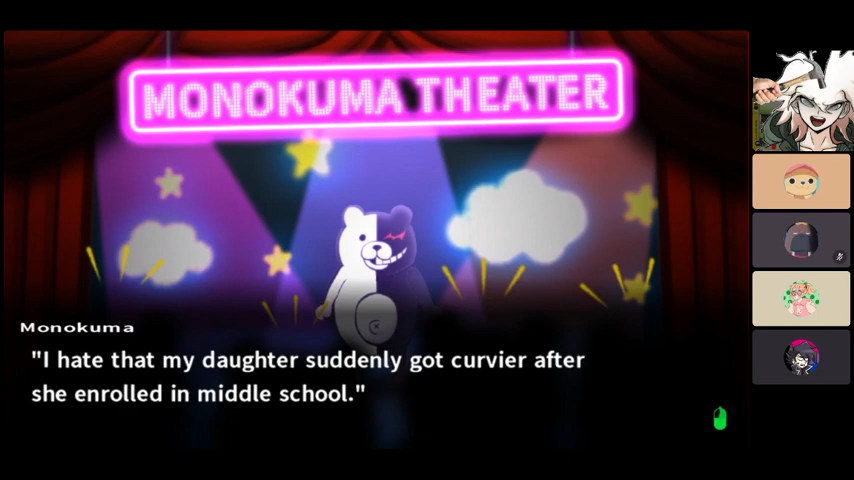 MONOKUMA THEATER
Monokuma
"I hate that my daughter suddenly got curvier after
she enrolled in middle school."